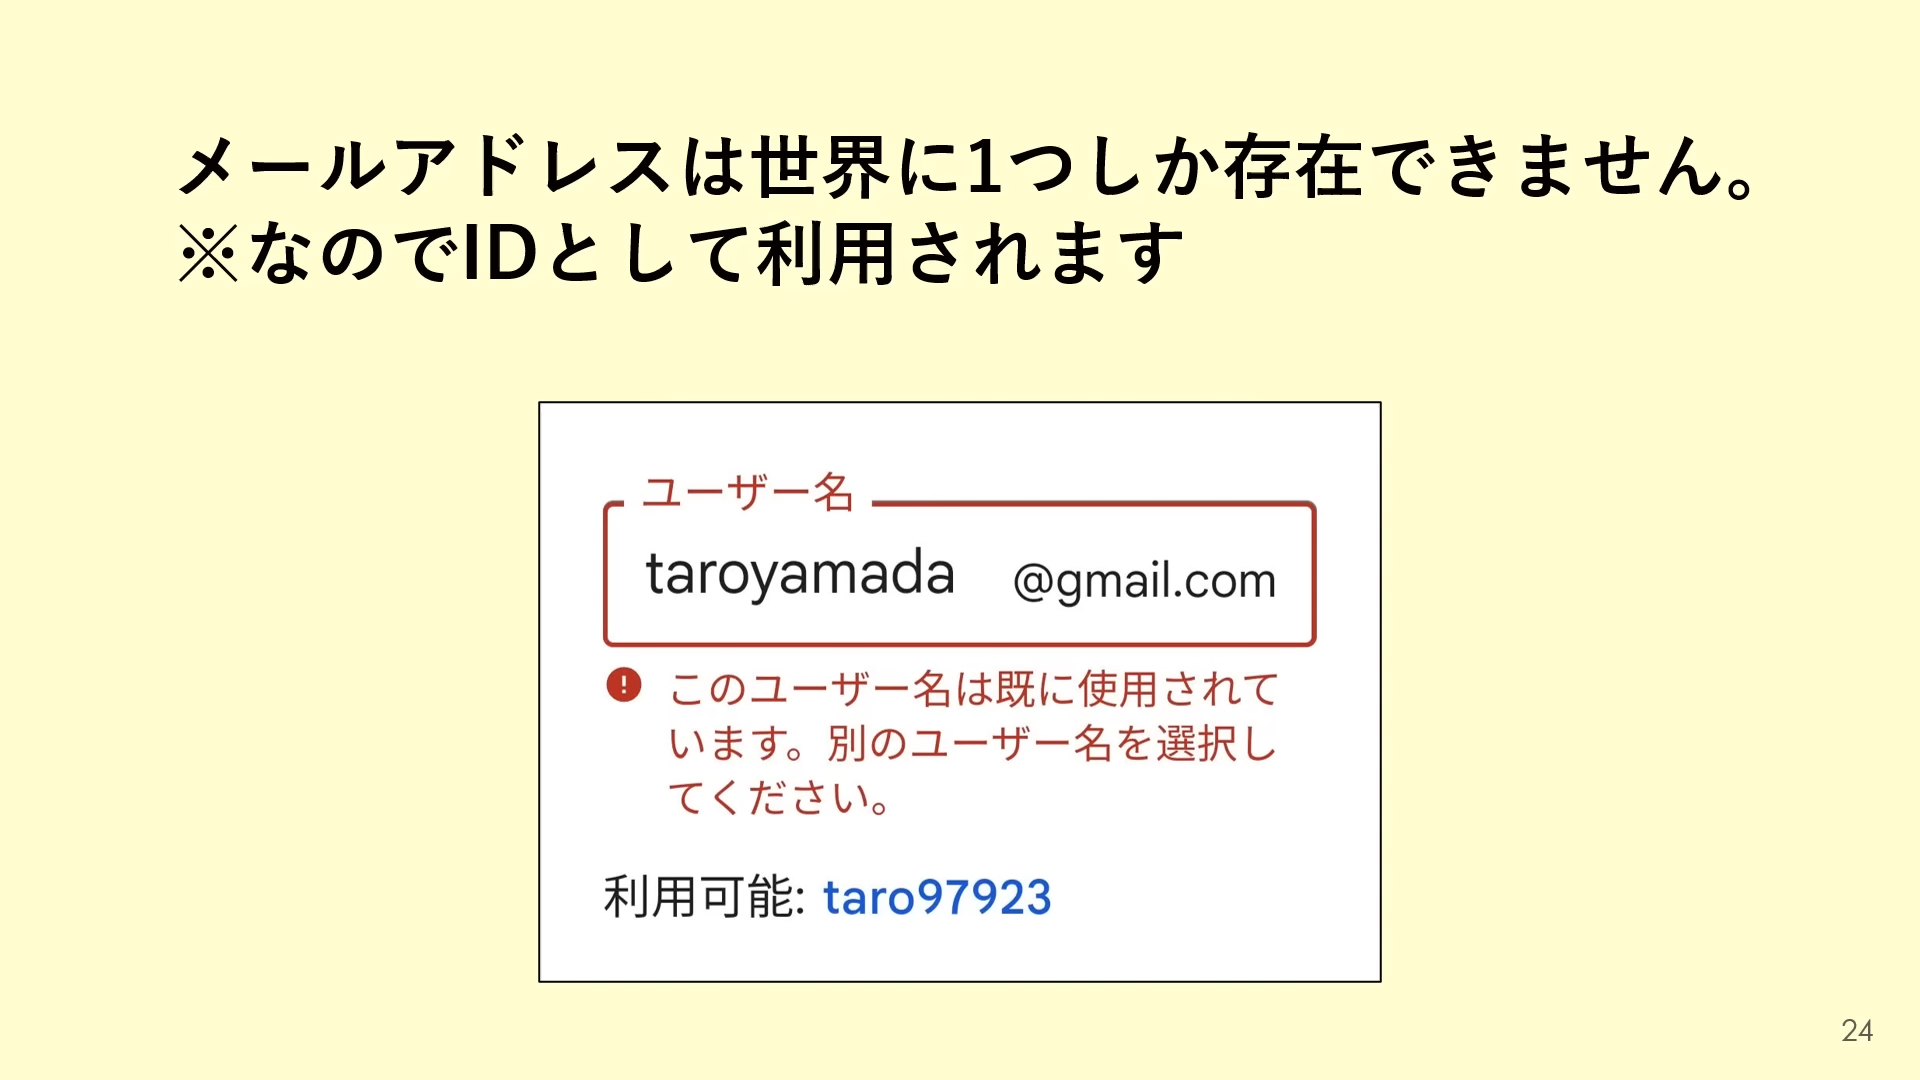 メールアドレスは世界に1つしか存在できません。
※なのでIDとして利用されます
ユーザー名
taroyamada @gmail.com
このユーザー名は既に使用されて
います。別のユーザー名を選択し
てください。
利用可能: taro97923
24